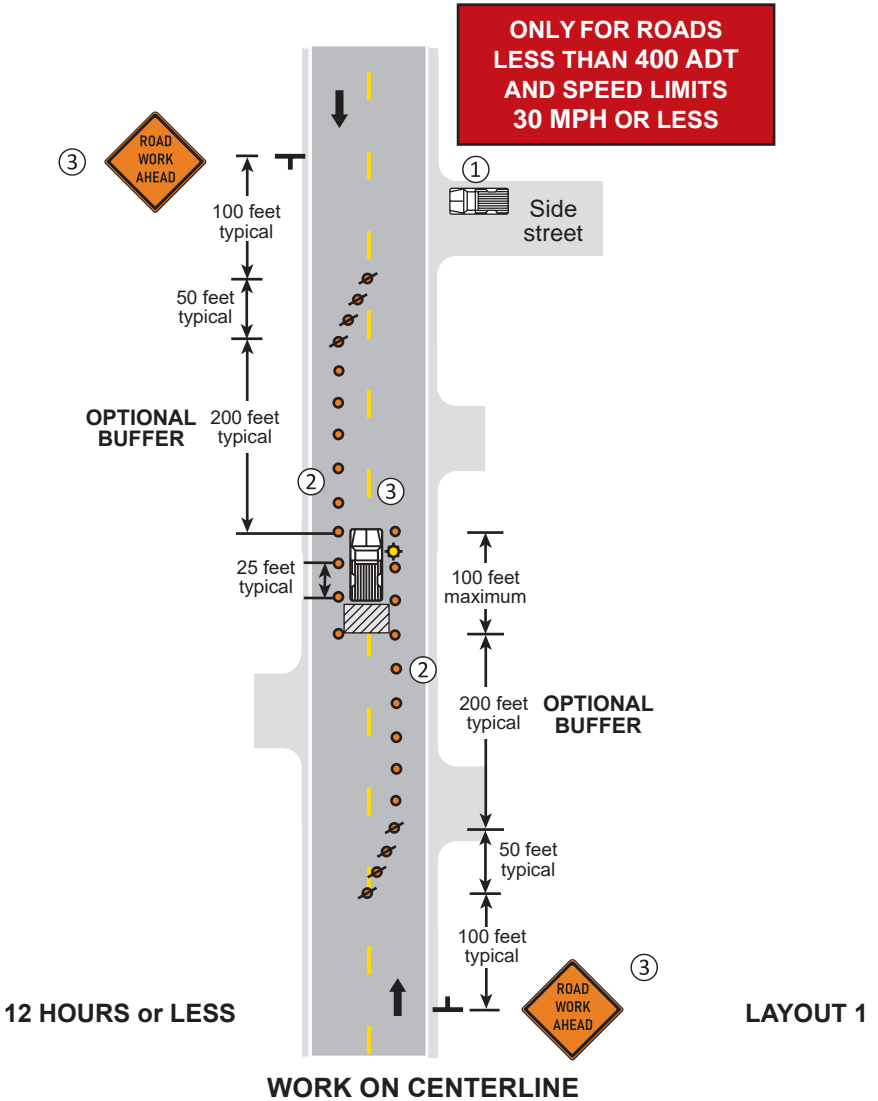 ONLY FOR ROADS
LESS THAN 400 ADT
AND SPEED LIMITS
30 MPH OR LESS
ROAD
WORK
AHEAD
3
1
Side
street
100 feet
typical
50 feet
typical
OPTIONAL
BUFFER
200 feet
typical
2
3
25 feet
typical
100 feet
maximum
2
200 feet
typical
OPTIONAL
BUFFER
50 feet
typical
100 feet
typical
3
ROAD
WORK
AHEAD
12 HOURS or LESS
LAYOUT 1
WORK ON CENTERLINE